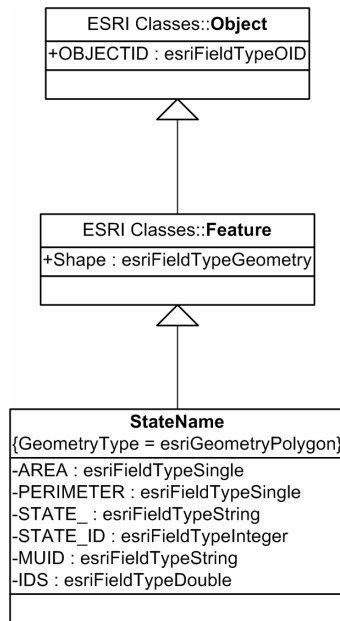 ESRI Classes::Object
+OBJECTID : esriFieldTypeOID
ESRI Classes::Feature
+Shape : esriFieldTypeGeometry
StateName
{GeometryType = esriGeometryPolygon}
-AREA : esriFieldTypeSingle
-PERIMETER : esriFieldTypeSingle
-STATE_ : esriFieldTypeString
-STATE_ID : esriFieldTypeInteger
-MUID : esriFieldTypeString
-IDS : esriFieldTypeDouble